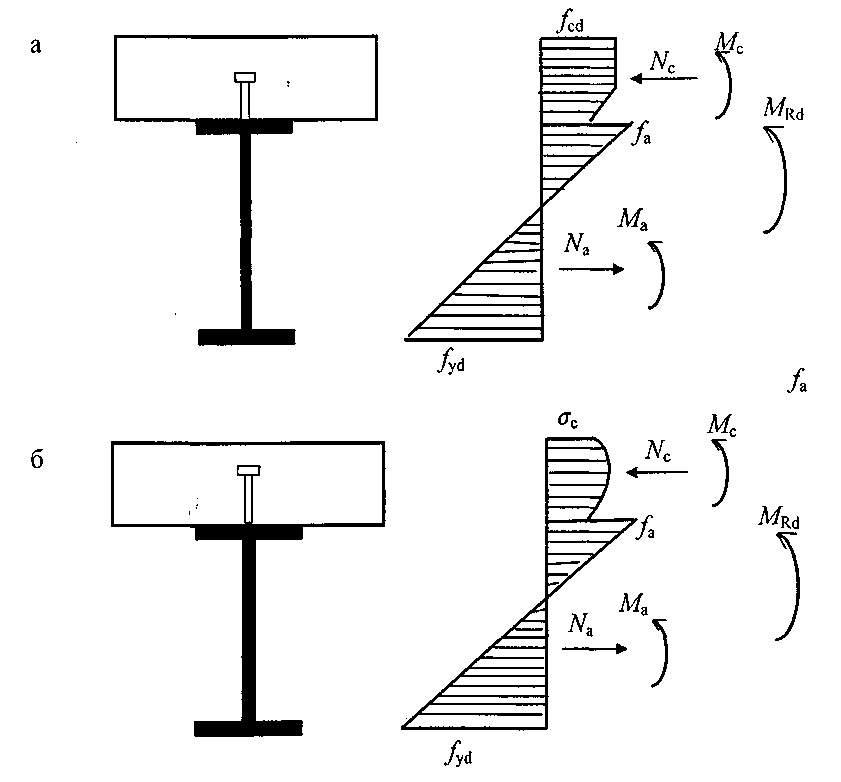 а
f_cd
N_c
M_c
M_Rd
f_a
M_a
N_a
f_yd
f_a
б
σ_c
N_c
M_c
M_Rd
f_a
M_a
N_a
f_yd